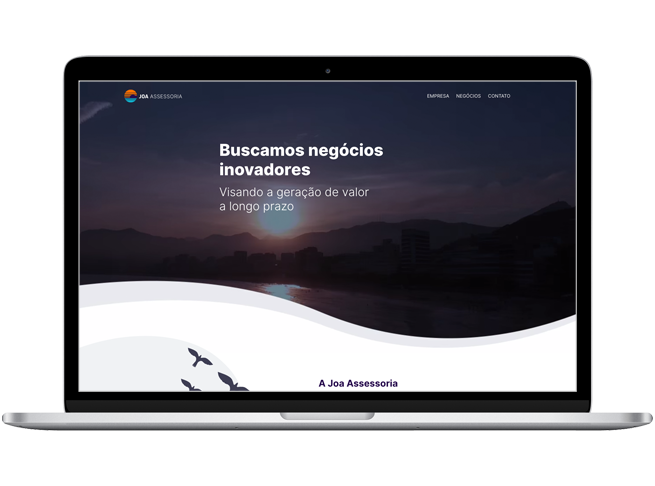 JOA ASSESSORIA
EMPRESA NEGÓCIOS CONTATO
Buscamos negócios
inovadores
Visando a geração de valor
a longo prazo
A Joa Assessoria